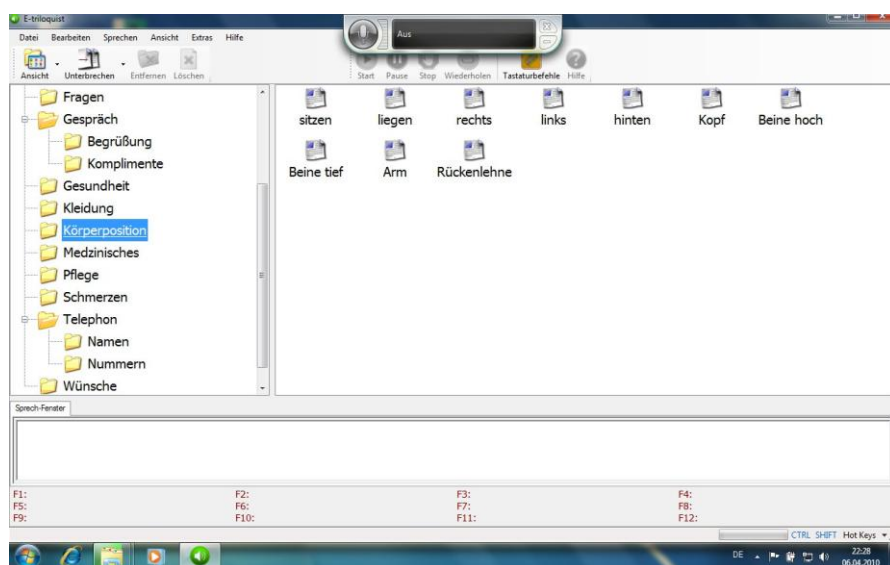 E-triloquist
Aus
Datei Bearbeiten Sprechen Ansicht Extras Hilfe
Ansicht Unterbrechen Entfernen Löschen Start Pause Stop Wiederholen Tastaturbefehle Hilfe
Fragen
Gespräch
Begrüßung
Komplimente
Gesundheit
Kleidung
Körperposition
Medzinisches
Pflege
Schmerzen
Telephon
Namen
Nummern
Wünsche
sitzen liegen rechts links hinten Kopf Beine hoch
Beine tief Arm Rückenlehne
Sprech-Fenster
F1: F2: F3: F4:
F5: F6: F7: F8:
F9: F10: F11: F12:
CTRL SHIFT Hot Keys
DE 22:28
06.04.2010